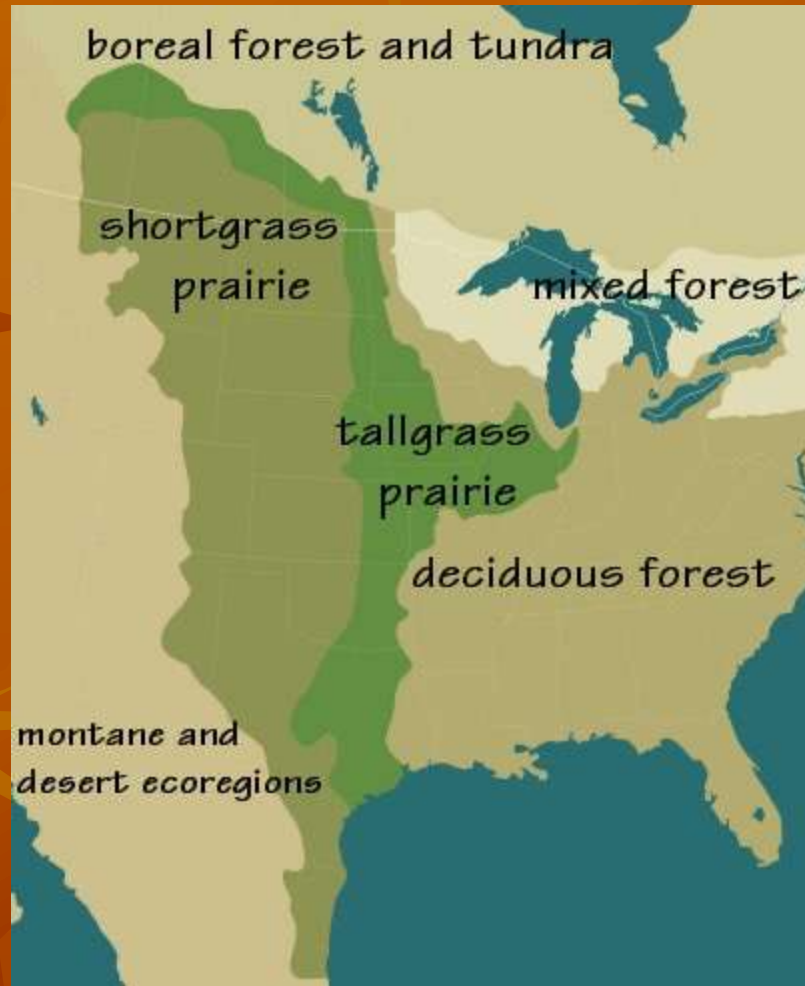 boreal forest and tundra
shortgrass
prairie
mixed forest
tallgrass
prairie
deciduous forest
montane and
desert ecoregions